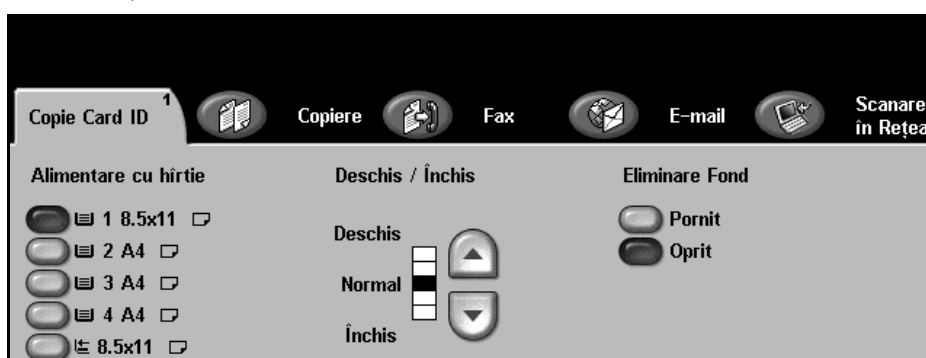 Copie Card ID 1
Copiere
Fax
E-mail
Scanare
în Rețea
Alimentare cu hîrtie
1 8.5x11
2 A4
3 A4
4 A4
8.5x11
Deschis / Închis
Deschis
Normal
Închis
Eliminare Fond
Pornit
Oprit